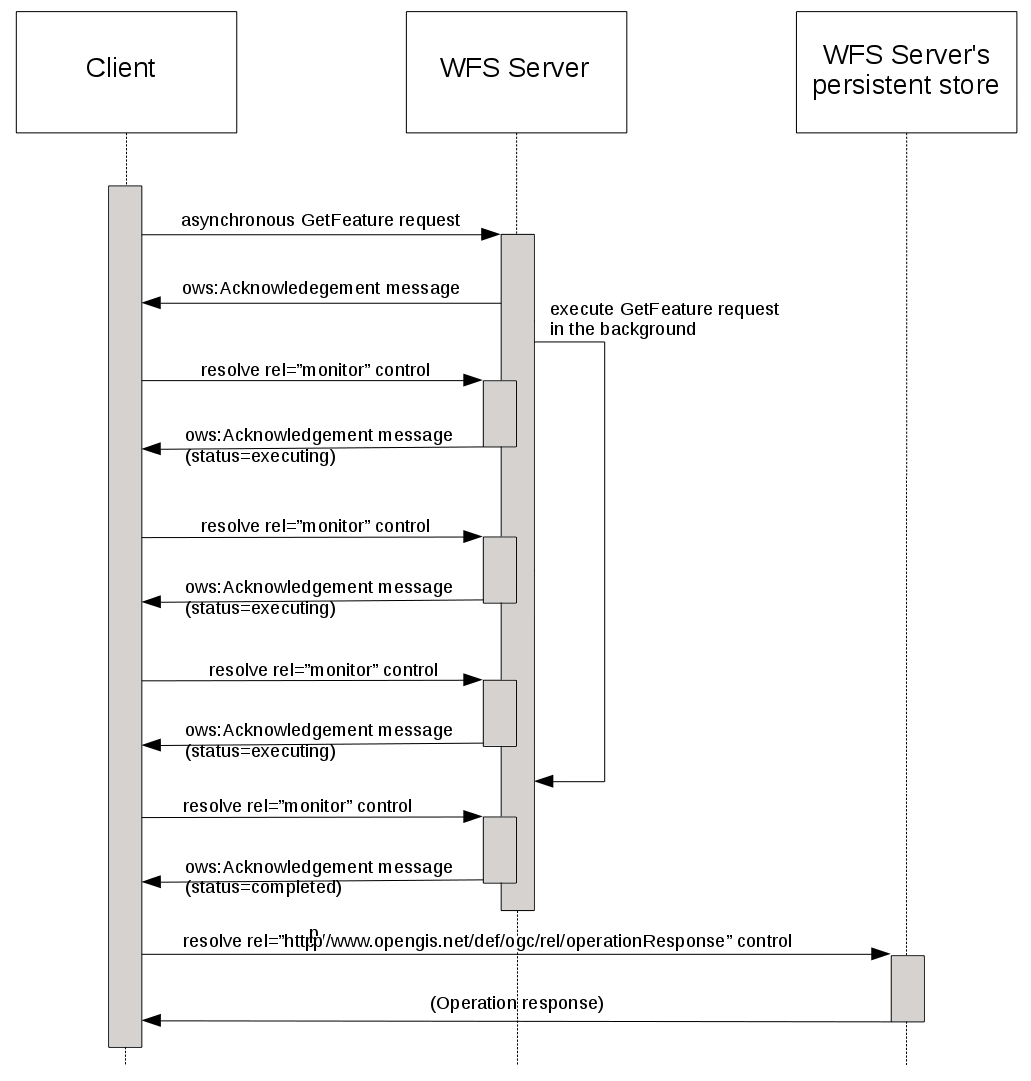 Client
WFS Server
WFS Server's
persistent store
asynchronous GetFeature request
ows:Acknowledegement message
execute GetFeature request
in the background
resolve rel=”monitor” control
ows:Acknowledgement message
(status=executing)
resolve rel=”monitor” control
ows:Acknowledgement message
(status=executing)
resolve rel=”monitor” control
ows:Acknowledgement message
(status=executing)
resolve rel=”monitor” control
ows:Acknowledgement message
(status=completed)
resolve rel=”http://www.opengis.net/def/ogc/rel/operationResponse” control
(Operation response)